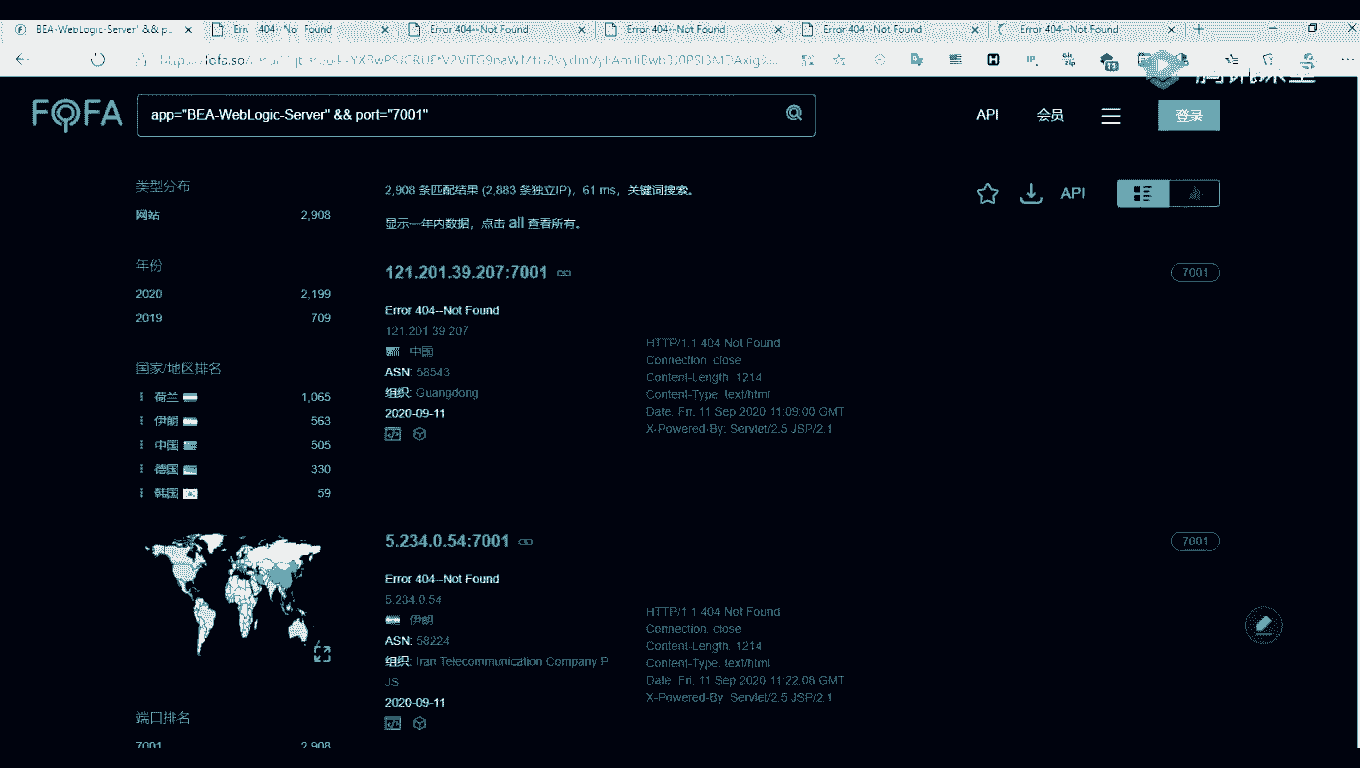 BEA-WebLogic-Server" && p..
Error 404--Not Found
Error 404--Not Found
Error 404--Not Found
Error 404--Not Found
Error 404--Not Found
fofa.so/
腾讯课堂
FOFA
app="BEA-WebLogic-Server" && port="7001"
API
会员
登录
类型分布
网站 2,908
年份
2020 2,199
2019 709
国家/地区排名
荷兰 1,065
伊朗 563
中国 505
德国 330
韩国 59
端口排名
7001 2,908
2,908 条匹配结果 (2,883 条独立IP)，61 ms，关键词搜索。
显示一年内数据，点击 all 查看所有。
API
121.201.39.207:7001
7001
Error 404--Not Found
121.201.39.207
中国
ASN: 58543
组织: Guangdong
2020-09-11
HTTP/1.1 404 Not Found
Connection: close
Content-Length: 1214
Content-Type: text/html
Date: Fri, 11 Sep 2020 11:09:00 GMT
X-Powered-By: Servlet/2.5 JSP/2.1
5.234.0.54:7001
7001
Error 404--Not Found
5.234.0.54
伊朗
ASN: 58224
组织: Iran Telecommunication Company P
JS
2020-09-11
HTTP/1.1 404 Not Found
Connection: close
Content-Length: 1214
Content-Type: text/html
Date: Fri, 11 Sep 2020 11:22:08 GMT
X-Powered-By: Servlet/2.5 JSP/2.1